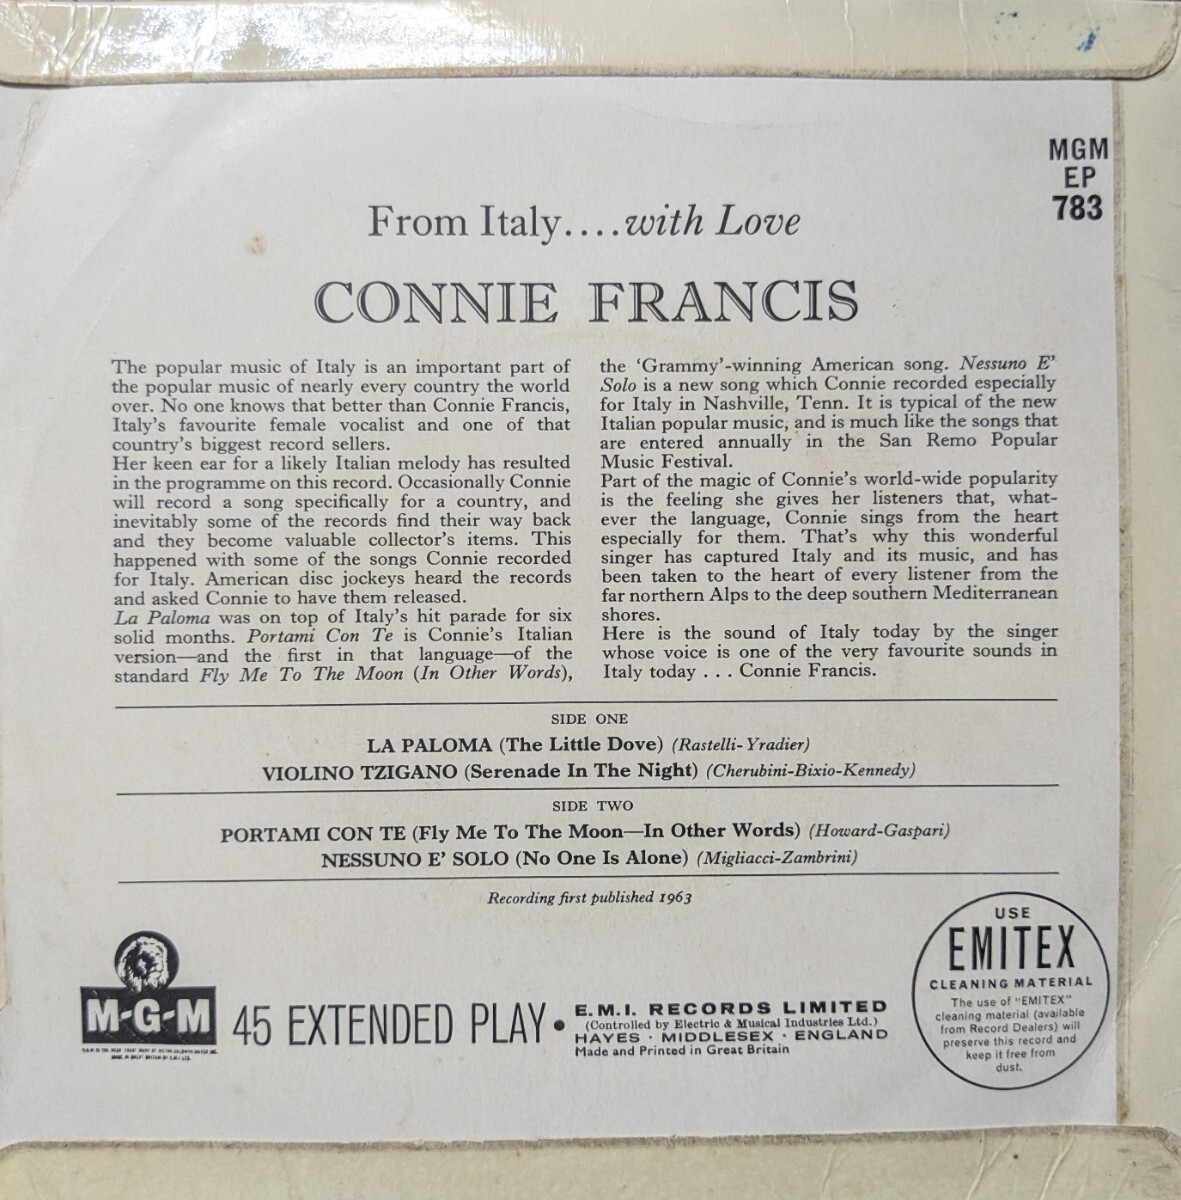 MGM
EP
783
From Italy....with Love
CONNIE FRANCIS
The popular music of Italy is an important part of
the popular music of nearly every country the world
over. No one knows that better than Connie Francis,
Italy's favourite female vocalist and one of that
country's biggest record sellers.
Her keen ear for a likely Italian melody has resulted
in the programme on this record. Occasionally Connie
will record a song specifically for a country, and
inevitably some of the records find their way back
and they become valuable collector's items. This
happened with some of the songs Connie recorded
for Italy. American disc jockeys heard the records
and asked Connie to have them released.
La Paloma was on top of Italy's hit parade for six
solid months. Portami Con Te is Connie's Italian
version—and the first in that language—of the
standard Fly Me To The Moon (In Other Words),
the 'Grammy'-winning American song. Nessuno E'
Solo is a new song which Connie recorded especially
for Italy in Nashville, Tenn. It is typical of the new
Italian popular music, and is much like the songs that
are entered annually in the San Remo Popular
Music Festival.
Part of the magic of Connie's world-wide popularity
is the feeling she gives her listeners that, what-
ever the language, Connie sings from the heart
especially for them. That's why this wonderful
singer has captured Italy and its music, and has
been taken to the heart of every listener from the
far northern Alps to the deep southern Mediterranean
shores.
Here is the sound of Italy today by the singer
whose voice is one of the very favourite sounds in
Italy today . . . Connie Francis.
SIDE ONE
LA PALOMA (The Little Dove) (Rastelli-Yradier)
VIOLINO TZIGANO (Serenade In The Night) (Cherubini-Bixio-Kennedy)
SIDE TWO
PORTAMI CON TE (Fly Me To The Moon—In Other Words) (Howard-Gaspari)
NESSUNO E' SOLO (No One Is Alone) (Migliacci-Zambrini)
Recording first published 1963
M-G-M
45 EXTENDED PLAY •
E.M.I. RECORDS LIMITED
(Controlled by Electric & Musical Industries Ltd.)
HAYES · MIDDLESEX · ENGLAND
Made and Printed in Great Britain
USE
EMITEX
CLEANING MATERIAL
The use of "EMITEX"
cleaning material (available
from Record Dealers) will
preserve this record and
keep it free from
dust.